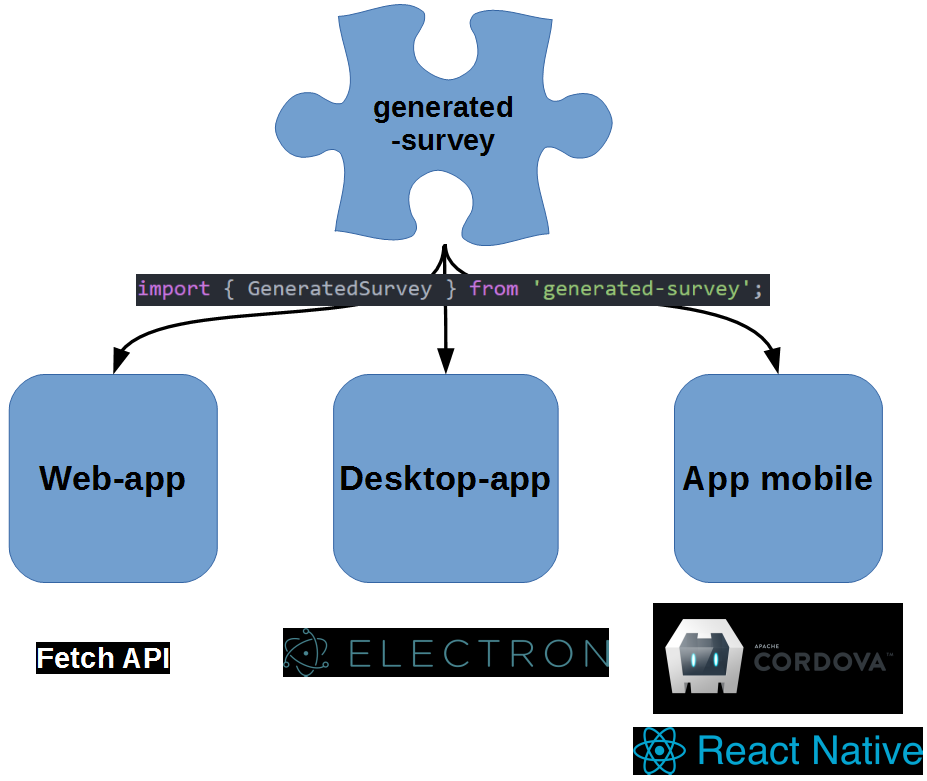 generated
-survey
import { GeneratedSurvey } from 'generated-survey';
Web-app
Desktop-app
App mobile
Fetch API
ELECTRON
APACHE
CORDOVA™
React Native